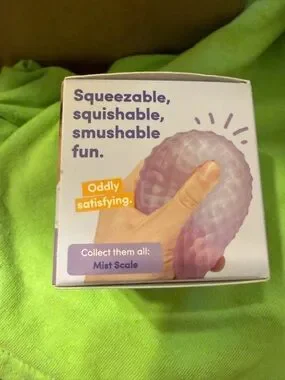 Squeezable,
squishable,
smushable
fun.
Oddly
satisfying.
Collect them all:
Mist Scale